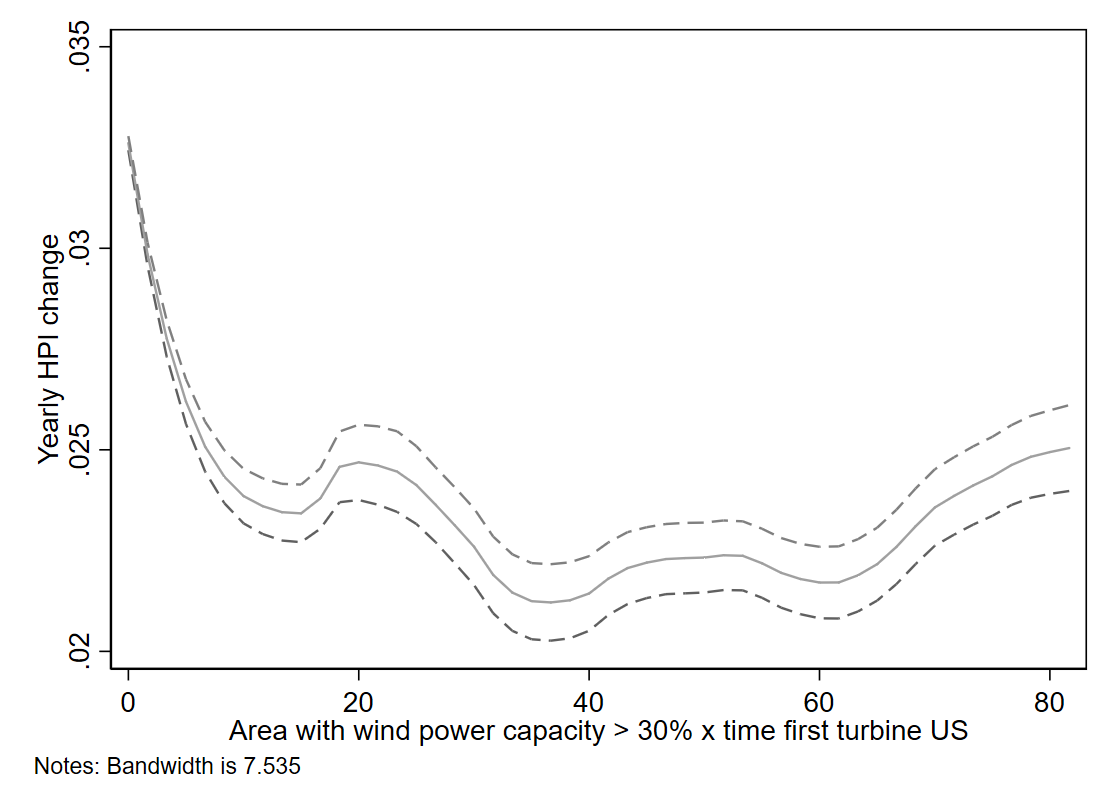 .035
.03
.025
.02
Yearly HPI change
0 20 40 60 80
Area with wind power capacity > 30% x time first turbine US
Notes: Bandwidth is 7.535